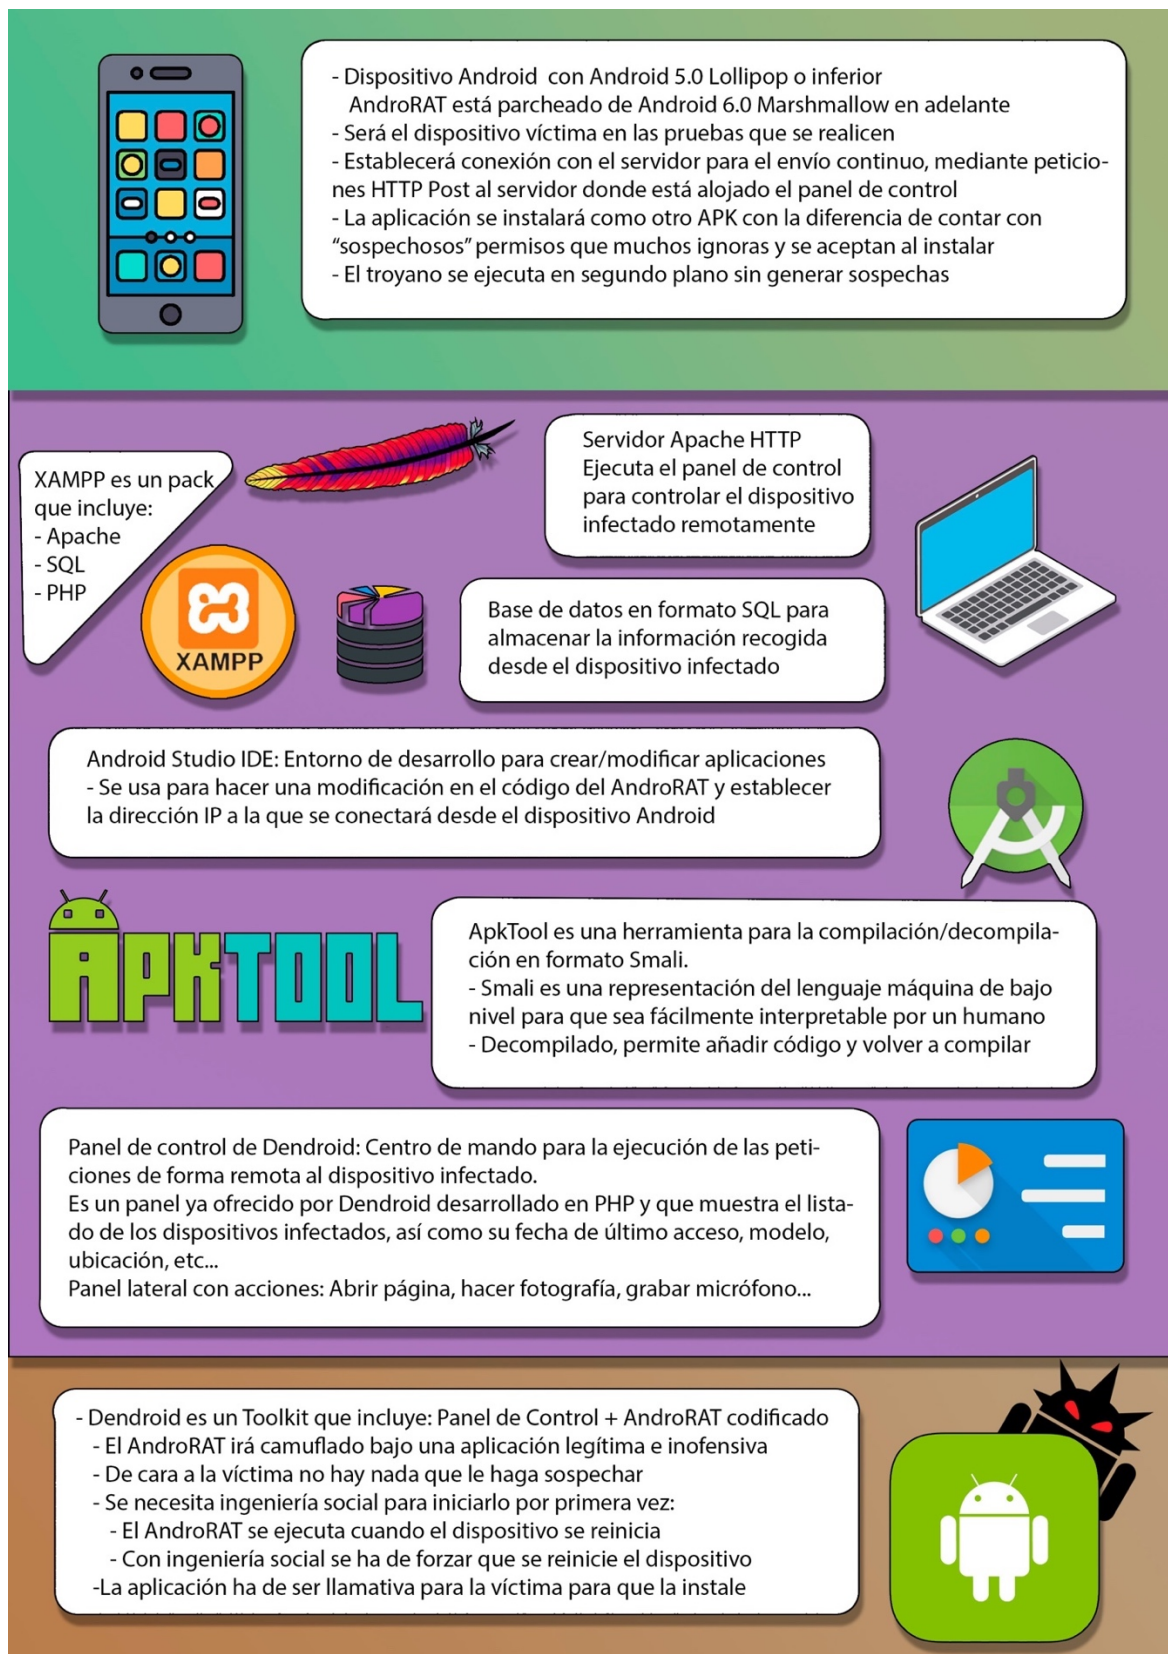 - Dispositivo Android con Android 5.0 Lollipop o inferior
AndroRAT está parcheado de Android 6.0 Marshmallow en adelante
- Será el dispositivo víctima en las pruebas que se realicen
- Establecerá conexión con el servidor para el envío continuo, mediante peticio-
nes HTTP Post al servidor donde está alojado el panel de control
- La aplicación se instalará como otro APK con la diferencia de contar con
“sospechosos” permisos que muchos ignoras y se aceptan al instalar
- El troyano se ejecuta en segundo plano sin generar sospechas
Servidor Apache HTTP
Ejecuta el panel de control
para controlar el dispositivo
infectado remotamente
XAMPP es un pack
que incluye:
- Apache
- SQL
- PHP
XAMPP
Base de datos en formato SQL para
almacenar la información recogida
desde el dispositivo infectado
Android Studio IDE: Entorno de desarrollo para crear/modificar aplicaciones
- Se usa para hacer una modificación en el código del AndroRAT y establecer
la dirección IP a la que se conectará desde el dispositivo Android
APKTOOL
ApkTool es una herramienta para la compilación/decompila-
ción en formato Smali.
- Smali es una representación del lenguaje máquina de bajo
nivel para que sea fácilmente interpretable por un humano
- Decompilado, permite añadir código y volver a compilar
Panel de control de Dendroid: Centro de mando para la ejecución de las peti-
ciones de forma remota al dispositivo infectado.
Es un panel ya ofrecido por Dendroid desarrollado en PHP y que muestra el lista-
do de los dispositivos infectados, así como su fecha de último acceso, modelo,
ubicación, etc...
Panel lateral con acciones: Abrir página, hacer fotografía, grabar micrófono...
- Dendroid es un Toolkit que incluye: Panel de Control + AndroRAT codificado
- El AndroRAT irá camuflado bajo una aplicación legítima e inofensiva
- De cara a la víctima no hay nada que le haga sospechar
- Se necesita ingeniería social para iniciarlo por primera vez:
- El AndroRAT se ejecuta cuando el dispositivo se reinicia
- Con ingeniería social se ha de forzar que se reinicie el dispositivo
-La aplicación ha de ser llamativa para la víctima para que la instale